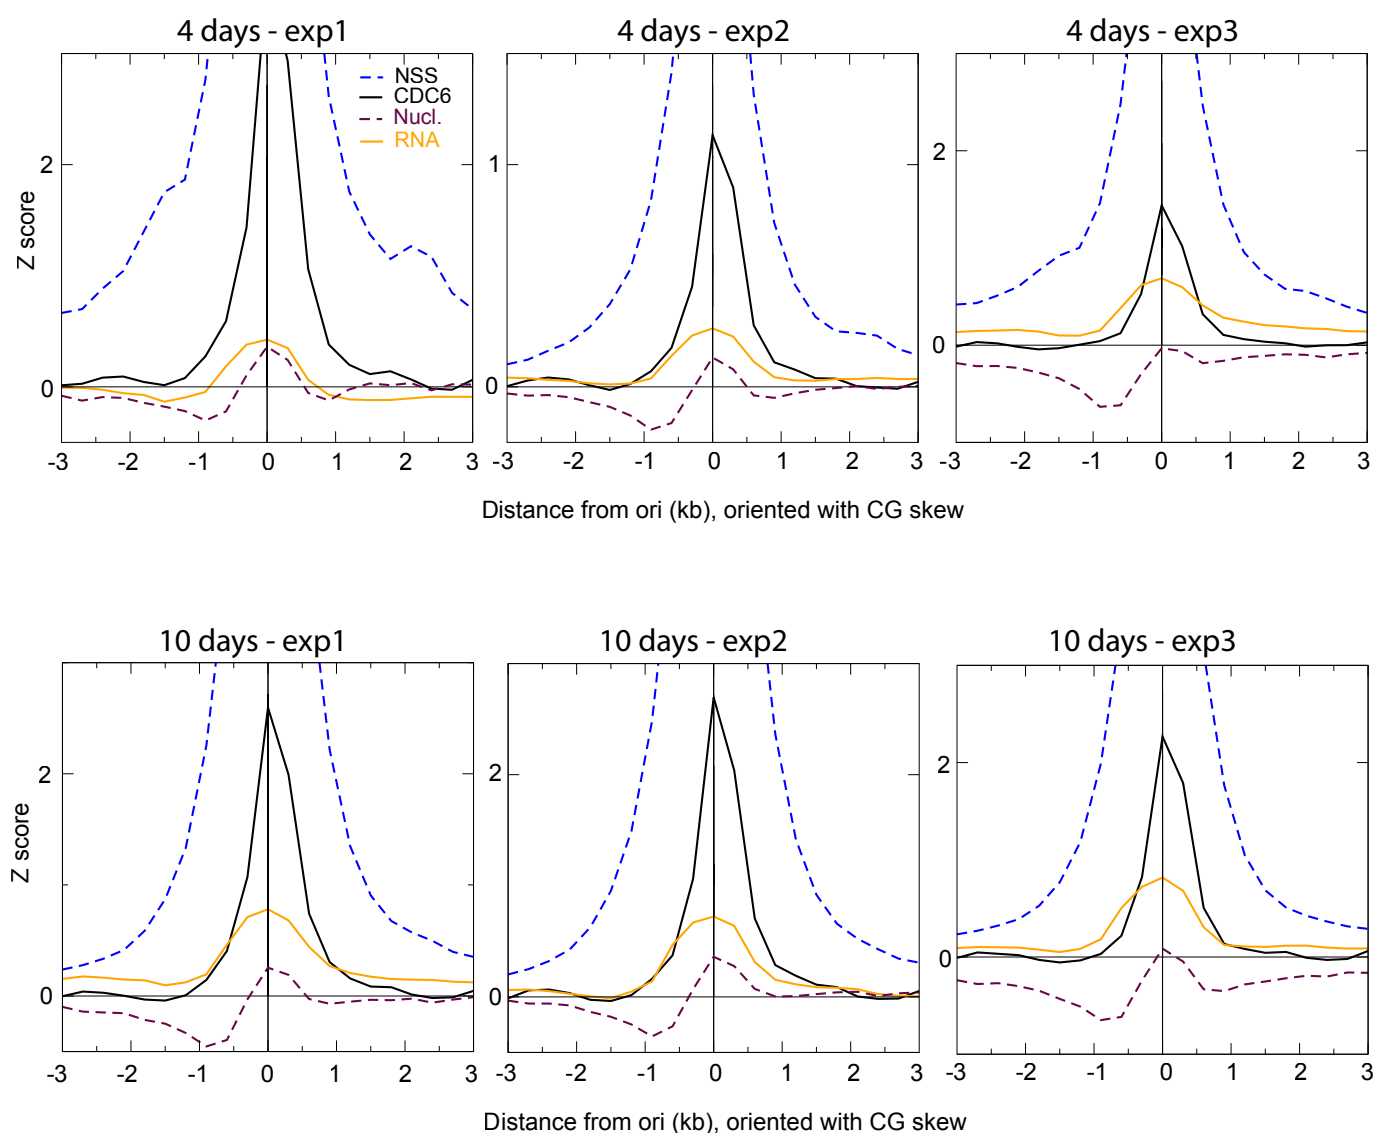 4 days - exp1
4 days - exp2
4 days - exp3
NSS
CDC6
Nucl.
RNA
2
0
1
0
2
0
Z score
-3 -2 -1 0 1 2 3
-3 -2 -1 0 1 2 3
-3 -2 -1 0 1 2 3
Distance from ori (kb), oriented with CG skew
10 days - exp1
10 days - exp2
10 days - exp3
2
0
2
0
2
0
Z score
-3 -2 -1 0 1 2 3
-3 -2 -1 0 1 2 3
-3 -2 -1 0 1 2 3
Distance from ori (kb), oriented with CG skew